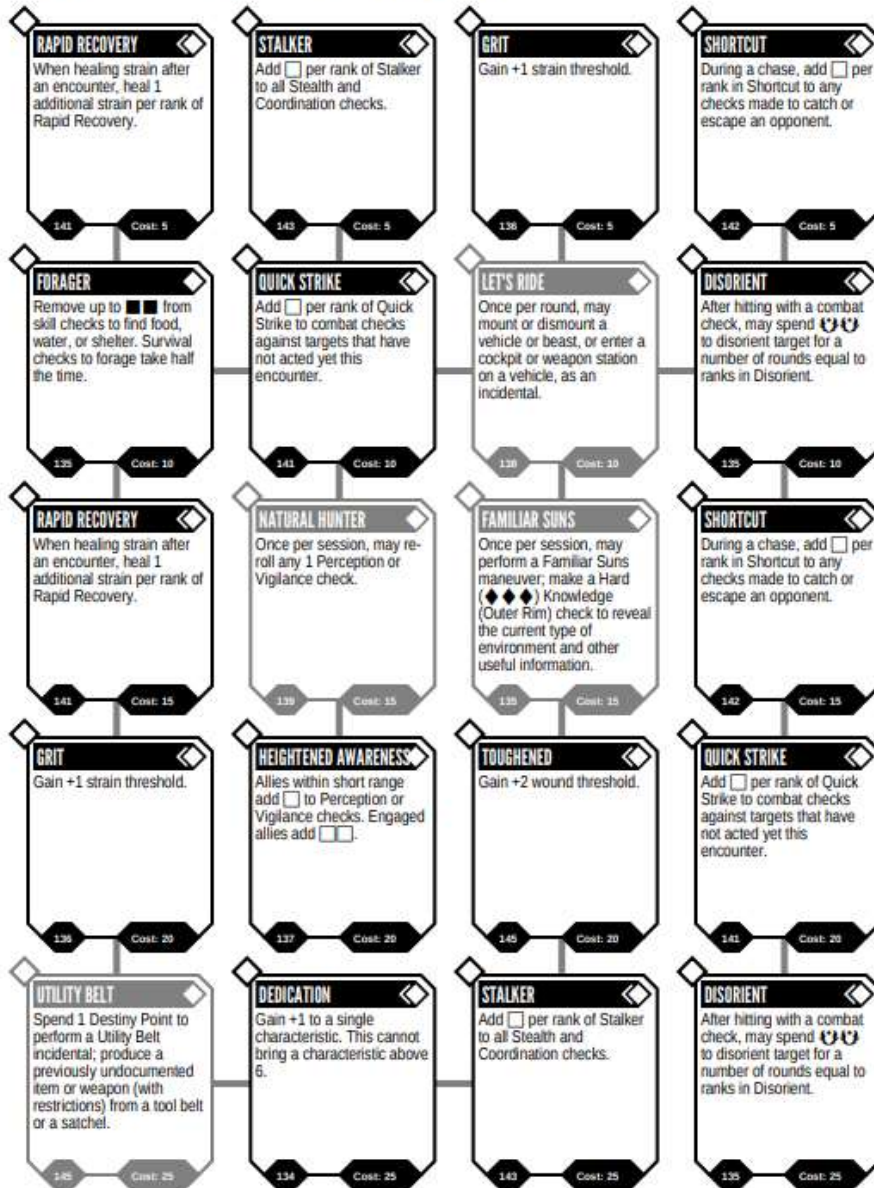 RAPID RECOVERY
When healing strain after
an encounter, heal 1
additional strain per rank of
Rapid Recovery.
141
Cost: 5
STALKER
Add □ per rank of Stalker
to all Stealth and
Coordination checks.
143
Cost: 5
GRIT
Gain +1 strain threshold.
136
Cost: 5
SHORTCUT
During a chase, add □ per
rank in Shortcut to any
checks made to catch or
escape an opponent.
142
Cost: 5
FORAGER
Remove up to ■■ from
skill checks to find food,
water, or shelter. Survival
checks to forage take half
the time.
135
Cost: 10
QUICK STRIKE
Add □ per rank of Quick
Strike to combat checks
against targets that have
not acted yet this
encounter.
141
Cost: 10
LET'S RIDE
Once per round, may
mount or dismount a
vehicle or beast, or enter a
cockpit or weapon station
on a vehicle, as an
incidental.
138
Cost: 10
DISORIENT
After hitting with a combat
check, may spend
to disorient target for a
number of rounds equal to
ranks in Disorient.
135
Cost: 10
RAPID RECOVERY
When healing strain after
an encounter, heal 1
additional strain per rank of
Rapid Recovery.
141
Cost: 15
NATURAL HUNTER
Once per session, may re-
roll any 1 Perception or
Vigilance check.
139
Cost: 15
FAMILIAR SUNS
Once per session, may
perform a Familiar Suns
maneuver; make a Hard
(◆ ◆ ◆) Knowledge
(Outer Rim) check to reveal
the current type of
environment and other
useful information.
135
Cost: 15
SHORTCUT
During a chase, add □ per
rank in Shortcut to any
checks made to catch or
escape an opponent.
142
Cost: 15
GRIT
Gain +1 strain threshold.
136
Cost: 20
HEIGHTENED AWARENESS
Allies within short range
add □ to Perception or
Vigilance checks. Engaged
allies add □□.
137
Cost: 20
TOUGHENED
Gain +2 wound threshold.
145
Cost: 20
QUICK STRIKE
Add □ per rank of Quick
Strike to combat checks
against targets that have
not acted yet this
encounter.
141
Cost: 20
UTILITY BELT
Spend 1 Destiny Point to
perform a Utility Belt
incidental; produce a
previously undocumented
item or weapon (with
restrictions) from a tool belt
or a satchel.
145
Cost: 25
DEDICATION
Gain +1 to a single
characteristic. This cannot
bring a characteristic above
6.
134
Cost: 25
STALKER
Add □ per rank of Stalker
to all Stealth and
Coordination checks.
143
Cost: 25
DISORIENT
After hitting with a combat
check, may spend
to disorient target for a
number of rounds equal to
ranks in Disorient.
135
Cost: 25